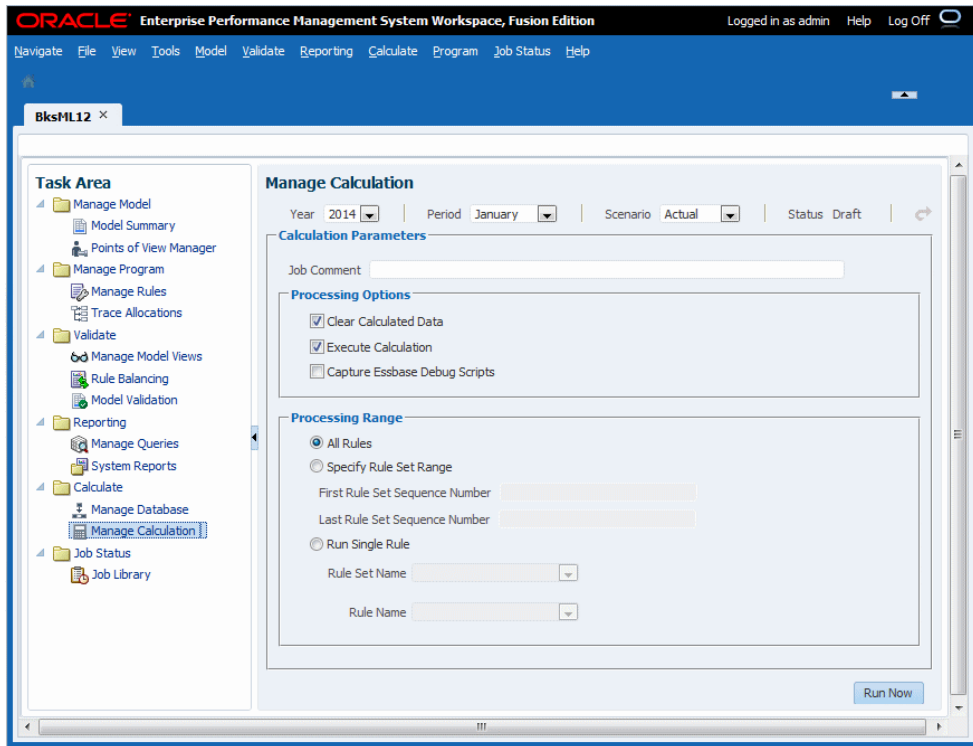 ORACLE Enterprise Performance Management System Workspace, Fusion Edition Logged in as admin Help Log Off
Navigate File View Tools Model Validate Reporting Calculate Program Job Status Help
BksML12 ×
Task Area
Manage Model
Model Summary
Points of View Manager
Manage Program
Manage Rules
Trace Allocations
Validate
Manage Model Views
Rule Balancing
Model Validation
Reporting
Manage Queries
System Reports
Calculate
Manage Database
Manage Calculation
Job Status
Job Library
Manage Calculation
Year 2014 Period January Scenario Actual Status Draft
Calculation Parameters
Job Comment
Processing Options
Clear Calculated Data
Execute Calculation
Capture Essbase Debug Scripts
Processing Range
All Rules
Specify Rule Set Range
First Rule Set Sequence Number
Last Rule Set Sequence Number
Run Single Rule
Rule Set Name
Rule Name
Run Now